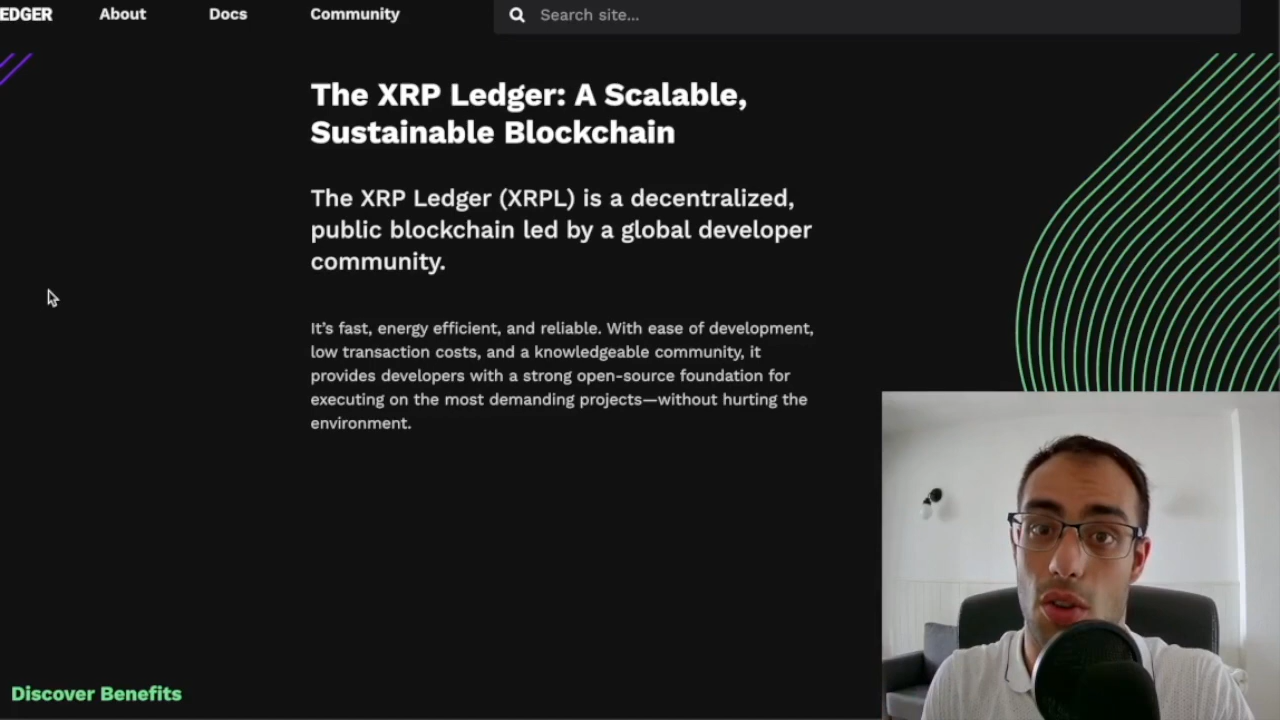 EDGER
About
Docs
Community
Search site...
The XRP Ledger: A Scalable,
Sustainable Blockchain
The XRP Ledger (XRPL) is a decentralized,
public blockchain led by a global developer
community.
It’s fast, energy efficient, and reliable. With ease of development,
low transaction costs, and a knowledgeable community, it
provides developers with a strong open-source foundation for
executing on the most demanding projects—without hurting the
environment.
Discover Benefits